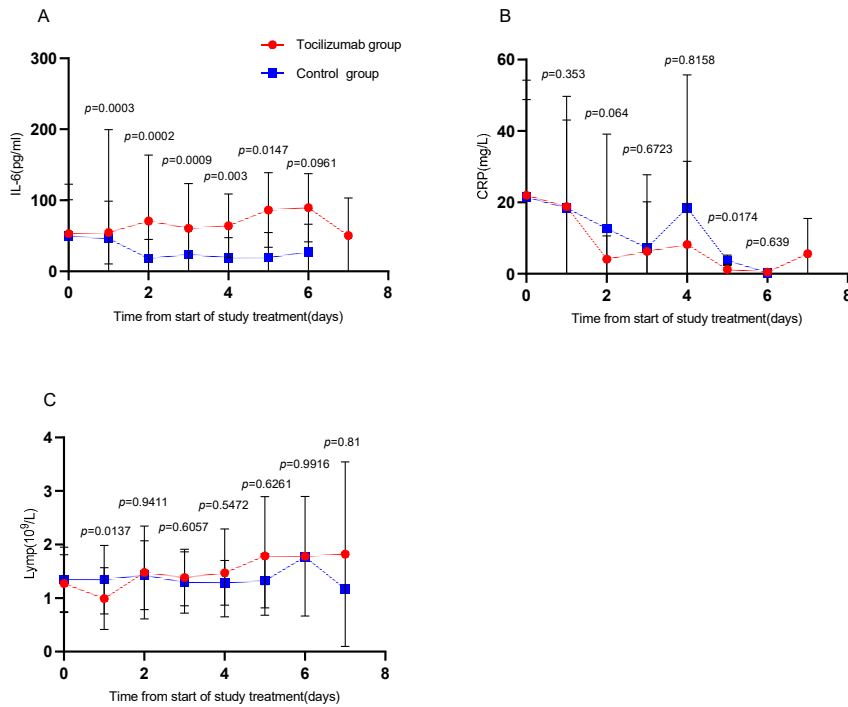 A
Tocilizumab group
Control group
300
200
100
0
IL-6(pg/ml)
p=0.0003
p=0.0002
p=0.0009
p=0.003
p=0.0147
p=0.0961
0 2 4 6 8
Time from start of study treatment(days)
B
60
40
20
0
CRP(mg/L)
p=0.353
p=0.064
p=0.6723
p=0.8158
p=0.0174
p=0.639
0 2 4 6 8
Time from start of study treatment(days)
C
4
3
2
1
0
Lymp(10⁹/L)
p=0.0137
p=0.9411
p=0.6057
p=0.5472
p=0.6261
p=0.9916
p=0.81
0 2 4 6 8
Time from start of study treatment(days)